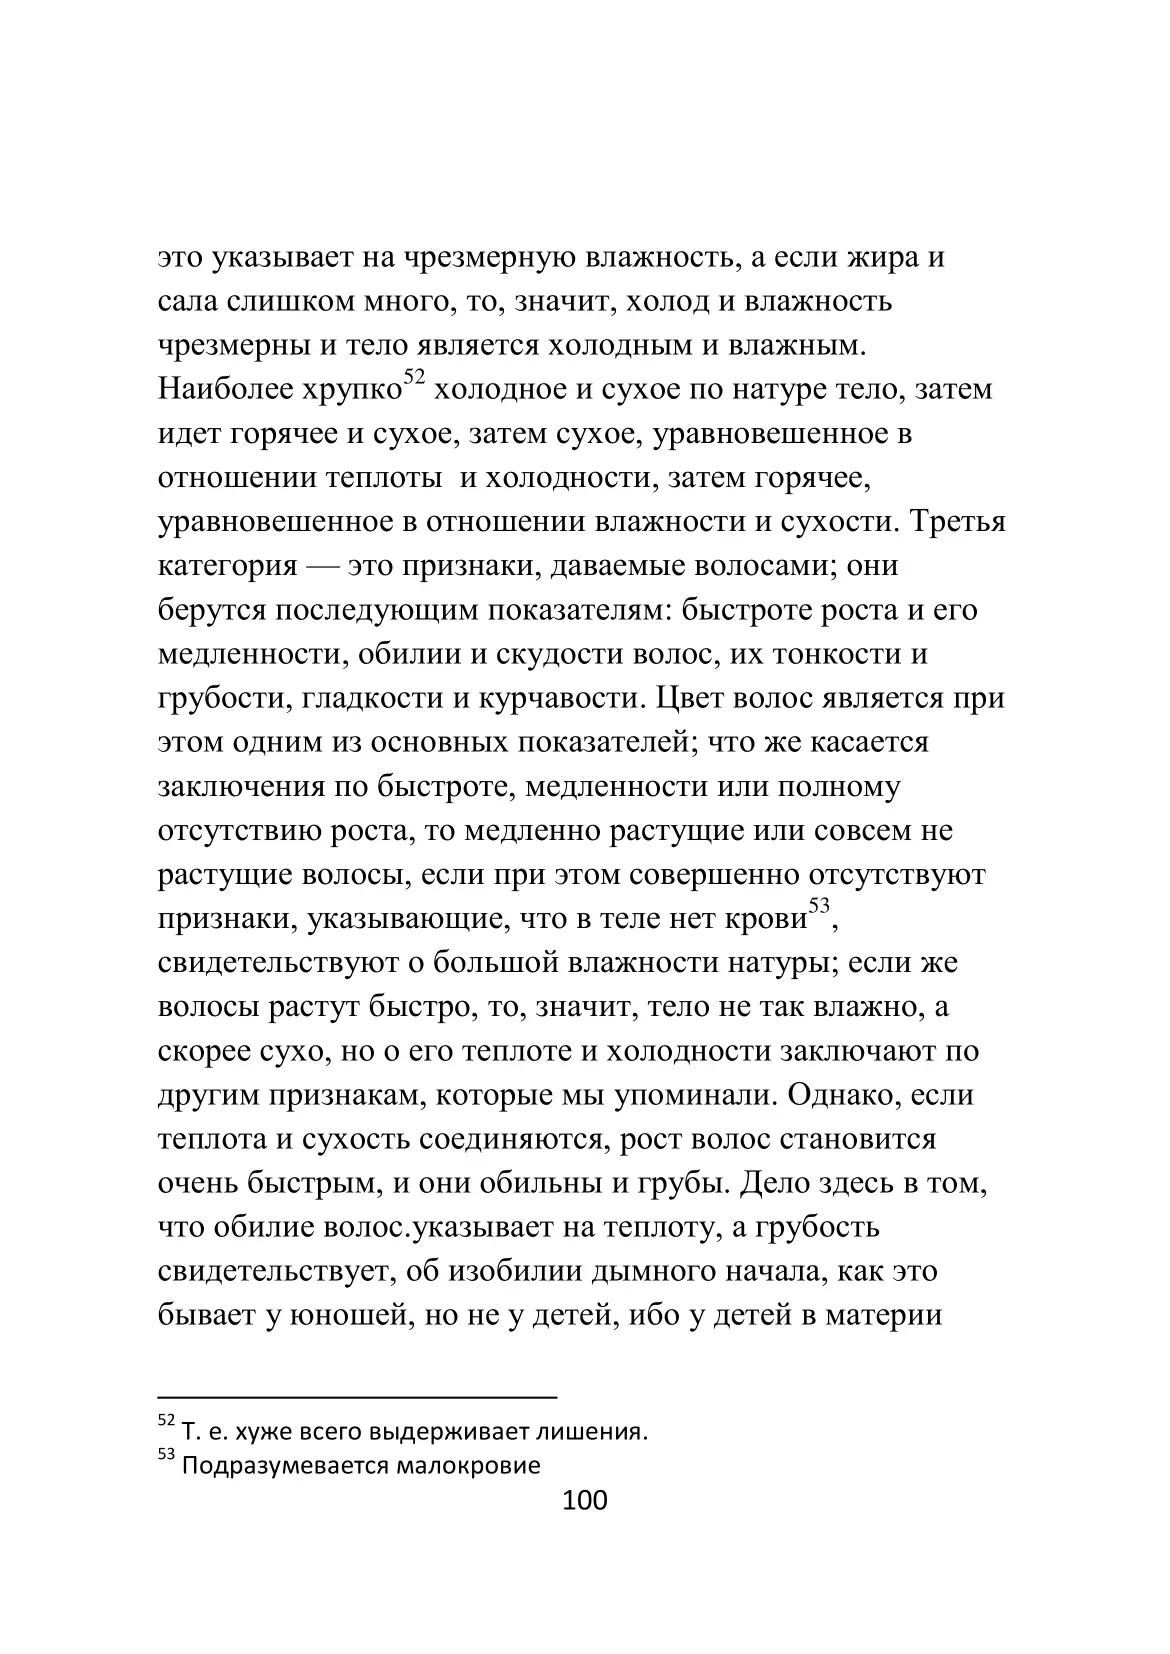 это указывает на чрезмерную влажность, а если жира и
сала слишком много, то, значит, холод и влажность
чрезмерны и тело является холодным и влажным.
Наиболее хрупко52 холодное и сухое по натуре тело, затем
идет горячее и сухое, затем сухое, уравновешенное в
отношении теплоты  и холодности, затем горячее,
уравновешенное в отношении влажности и сухости. Третья
категория — это признаки, даваемые волосами; они
берутся последующим показателям: быстроте роста и его
медленности, обилии и скудости волос, их тонкости и
грубости, гладкости и курчавости. Цвет волос является при
этом одним из основных показателей; что же касается
заключения по быстроте, медленности или полному
отсутствию роста, то медленно растущие или совсем не
растущие волосы, если при этом совершенно отсутствуют
признаки, указывающие, что в теле нет крови53,
свидетельствуют о большой влажности натуры; если же
волосы растут быстро, то, значит, тело не так влажно, а
скорее сухо, но о его теплоте и холодности заключают по
другим признакам, которые мы упоминали. Однако, если
теплота и сухость соединяются, рост волос становится
очень быстрым, и они обильны и грубы. Дело здесь в том,
что обилие волос.указывает на теплоту, а грубость
свидетельствует, об изобилии дымного начала, как это
бывает у юношей, но не у детей, ибо у детей в материи
52 Т. е. хуже всего выдерживает лишения.
53 Подразумевается малокровие
100